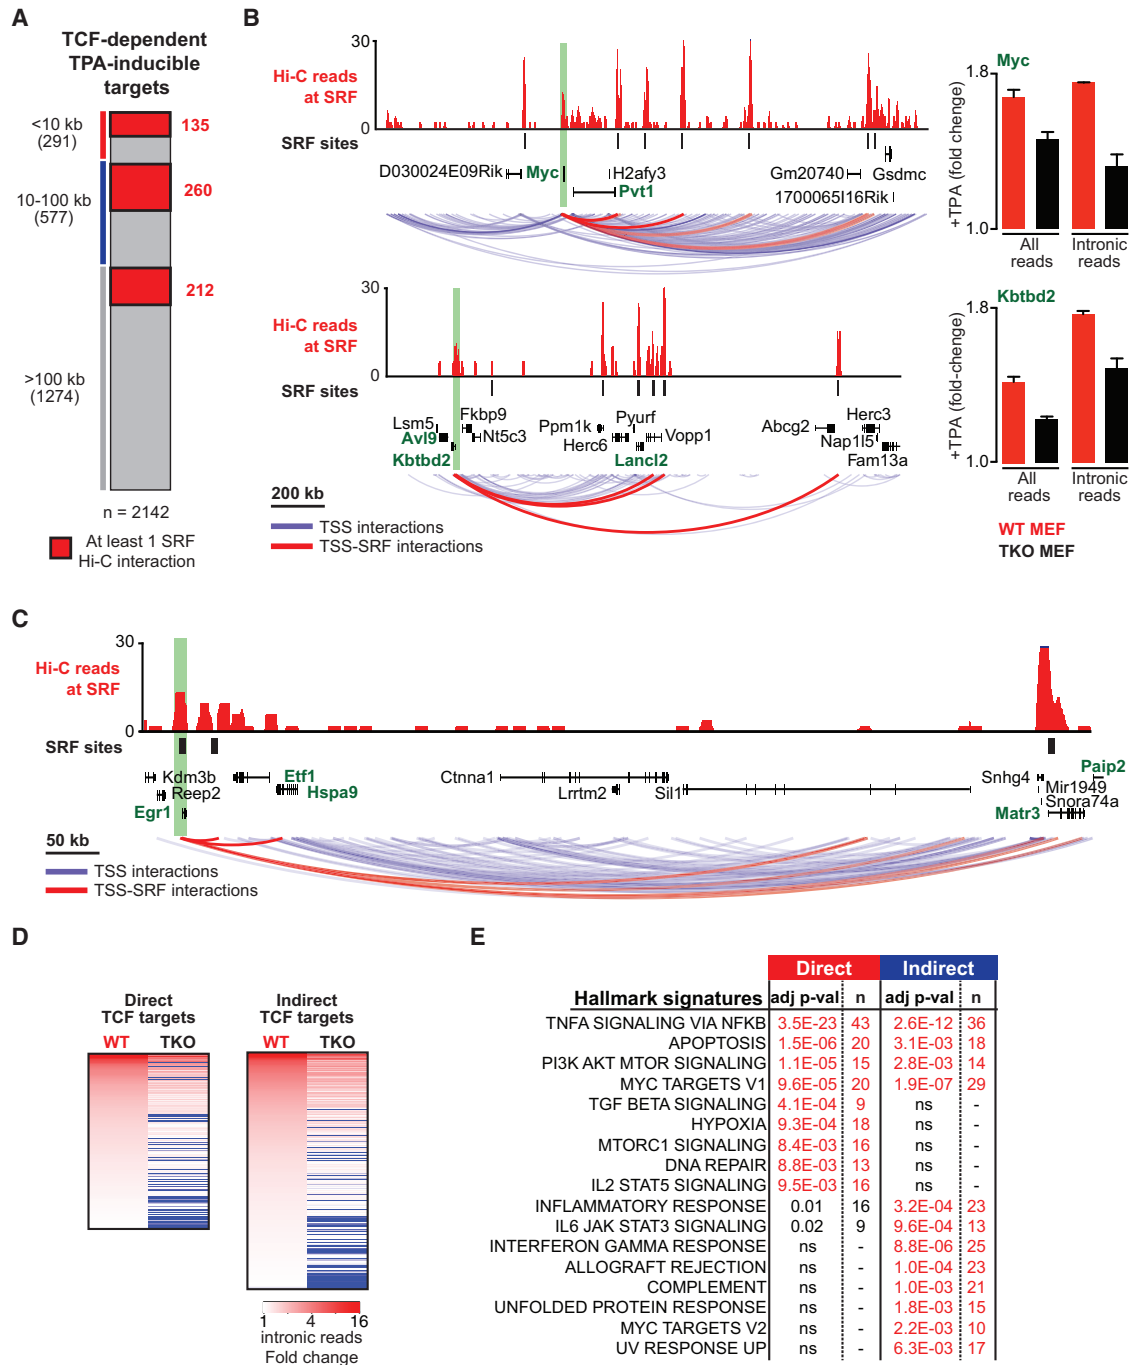 A
TCF-dependent
TPA-inducible
targets
<10 kb
(291)
135
10-100 kb
(577)
260
212
>100 kb
(1274)
n = 2142
At least 1 SRF
Hi-C interaction
B
30
Hi-C reads
at SRF
0
SRF sites
D030024E09Rik
Myc
H2afy3
Pvt1
Gm20740
Gsdmc
1700065I16Rik
30
Hi-C reads
at SRF
0
SRF sites
Lsm5
Fkbp9
Avl9
Nt5c3
Kbtbd2
Ppm1k
Pyurf
Herc6
Vopp1
Lancl2
Abcg2
Herc3
Nap1l5
Fam13a
200 kb
TSS interactions
TSS-SRF interactions
Myc
1.8
+TPA (fold change)
1.0
All
reads
Intronic
reads
Kbtbd2
1.8
+TPA (fold-change)
1.0
All
reads
Intronic
reads
WT MEF
TKO MEF
C
30
Hi-C reads
at SRF
0
SRF sites
Kdm3b
Reep2
Egr1
Etf1
Hspa9
Ctnna1
Lrrtm2
Sil1
Snhg4
Paip2
Mir1949
Snora74a
Matr3
50 kb
TSS interactions
TSS-SRF interactions
D
Direct
TCF targets
WT TKO
Indirect
TCF targets
WT TKO
1 4 16
intronic reads
Fold change
E
Direct Indirect
Hallmark signatures adj p-val n adj p-val n
TNFA SIGNALING VIA NFKB 3.5E-23 43 2.6E-12 36
APOPTOSIS 1.5E-06 20 3.1E-03 18
PI3K AKT MTOR SIGNALING 1.1E-05 15 2.8E-03 14
MYC TARGETS V1 9.6E-05 20 1.9E-07 29
TGF BETA SIGNALING 4.1E-04 9 ns -
HYPOXIA 9.3E-04 18 ns -
MTORC1 SIGNALING 8.4E-03 16 ns -
DNA REPAIR 8.8E-03 13 ns -
IL2 STAT5 SIGNALING 9.5E-03 16 ns -
INFLAMMATORY RESPONSE 0.01 16 3.2E-04 23
IL6 JAK STAT3 SIGNALING 0.02 9 9.6E-04 13
INTERFERON GAMMA RESPONSE ns - 8.8E-06 25
ALLOGRAFT REJECTION ns - 1.0E-04 23
COMPLEMENT ns - 1.0E-03 21
UNFOLDED PROTEIN RESPONSE ns - 1.8E-03 15
MYC TARGETS V2 ns - 2.2E-03 10
UV RESPONSE UP ns - 6.3E-03 17